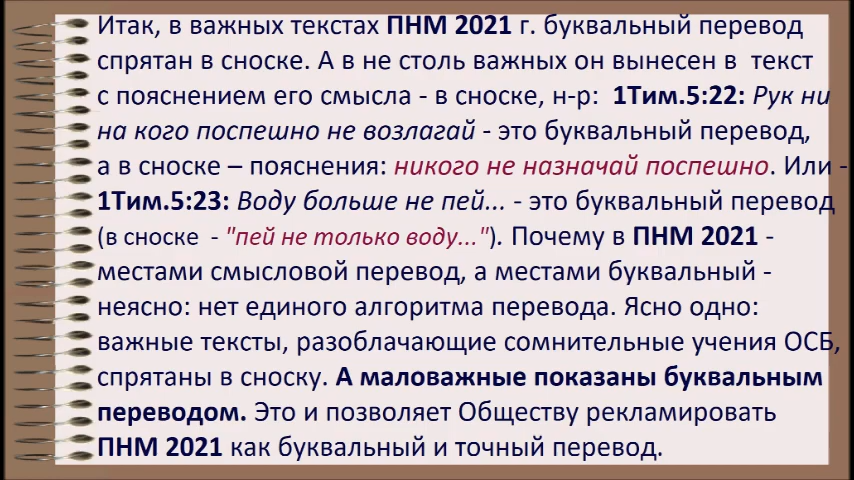 Итак, в важных текстах ПНМ 2021 г. буквальный перевод
спрятан в сноске. А в не столь важных он вынесен в текст
с пояснением его смысла - в сноске, н-р: 1Тим.5:22: Рук ни
на кого поспешно не возлагай - это буквальный перевод,
а в сноске – пояснения: никого не назначай поспешно. Или -
1Тим.5:23: Воду больше не пей... - это буквальный перевод
(в сноске - "пей не только воду..."). Почему в ПНМ 2021 -
местами смысловой перевод, а местами буквальный -
неясно: нет единого алгоритма перевода. Ясно одно:
важные тексты, разоблачающие сомнительные учения ОСБ,
спрятаны в сноску. А маловажные показаны буквальным
переводом. Это и позволяет Обществу рекламировать
ПНМ 2021 как буквальный и точный перевод.